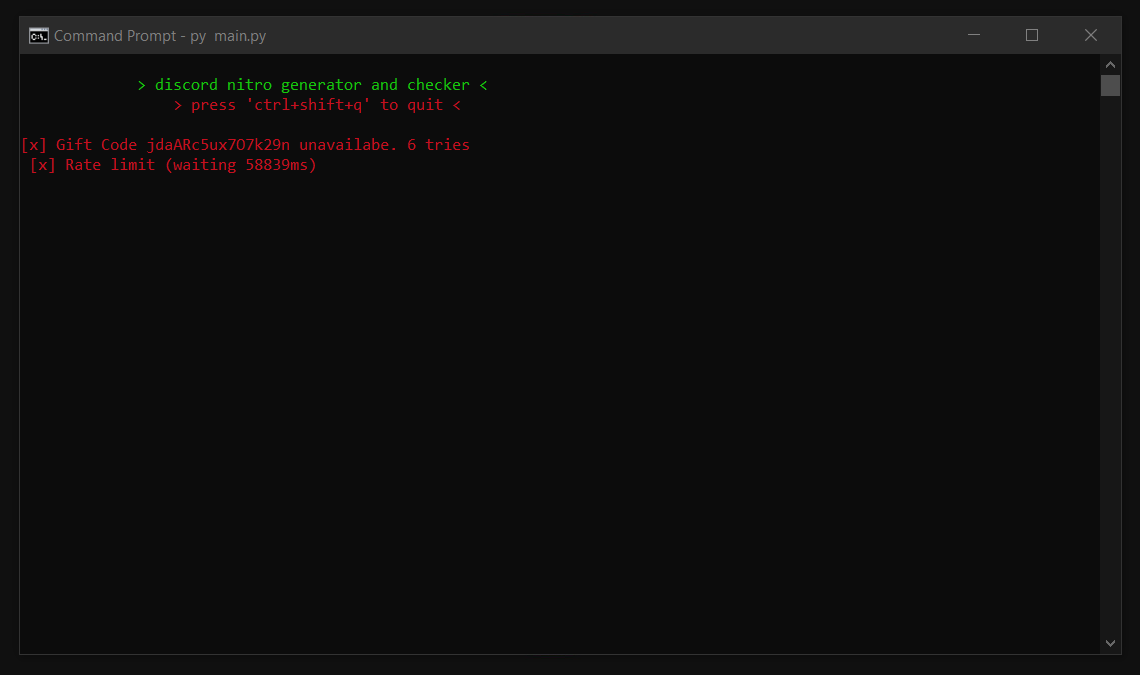 Command Prompt - py  main.py
> discord nitro generator and checker <
> press 'ctrl+shift+q' to quit <
[x] Gift Code jdaARc5ux7O7k29n unavailabe. 6 tries
[x] Rate limit (waiting 58839ms)